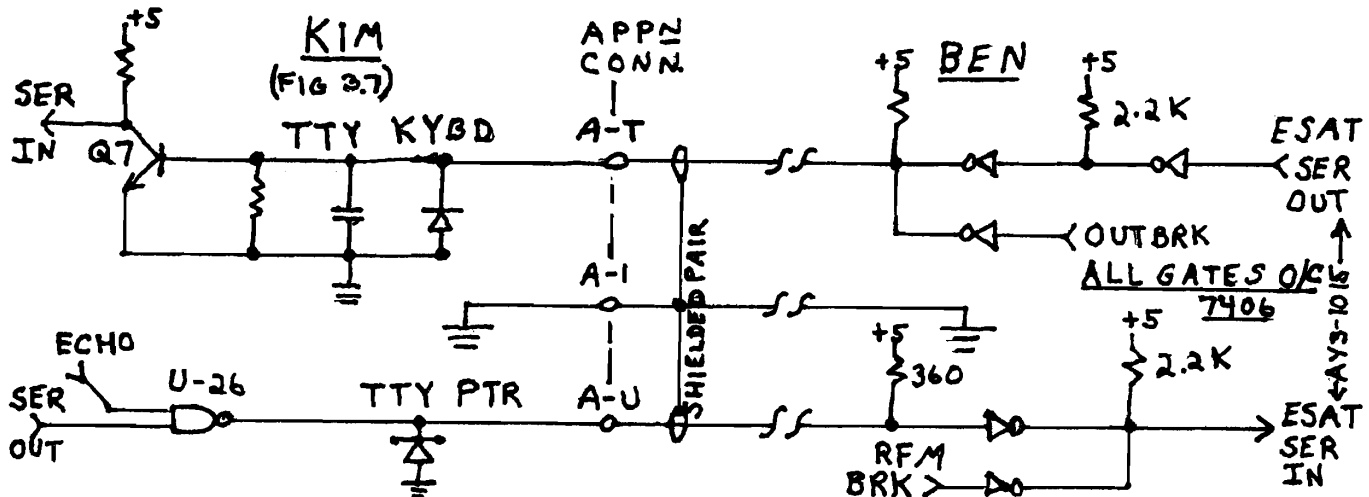 +5
KIM
(FIG 3.7)
APPN
CONN.
+5
BEN
+5
2.2K
SER
IN
Q7
TTY KYBD
A-T
ESAT
SER
OUT
OUTBRK
ALL GATES O/C
7406
A-1
SHIELDED PAIR
AY3-1015
ECHO
SER
OUT
U-26
TTY PTR
A-U
+5
360
+5
2.2K
RFM
BRK
ESAT
SER
IN